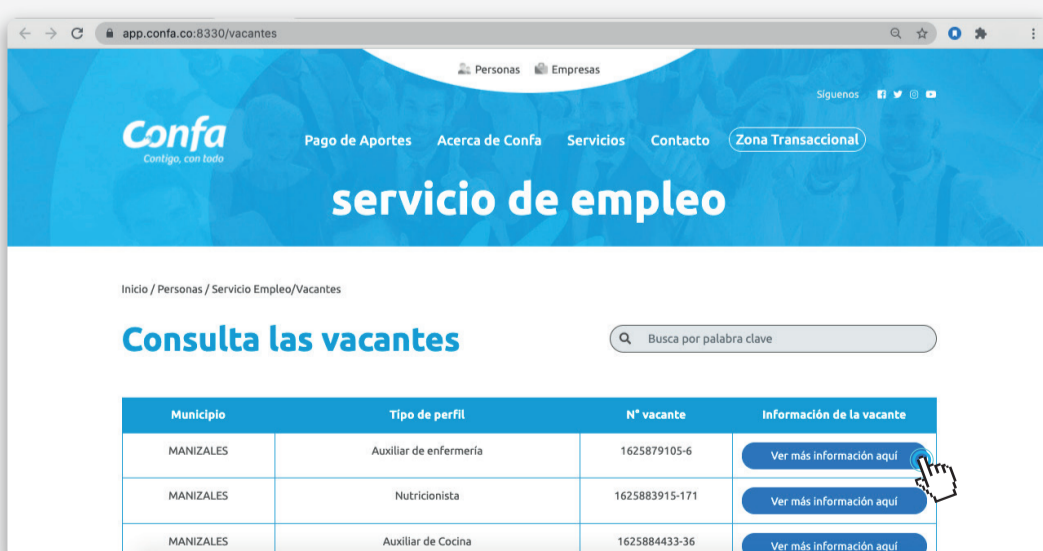 app.confa.co:8330/vacantes
Personas Empresas
Síguenos
Confa
Contigo, con todo
Pago de Aportes Acerca de Confa Servicios Contacto Zona Transaccional
servicio de empleo
Inicio / Personas / Servicio Empleo/Vacantes
Consulta las vacantes
Busca por palabra clave
Municipio Tipo de perfil N° vacante Información de la vacante
MANIZALES Auxiliar de enfermería 1625879105-6 Ver más información aquí
MANIZALES Nutricionista 1625883915-171 Ver más información aquí
MANIZALES Auxiliar de Cocina 1625884433-36 Ver más información aquí